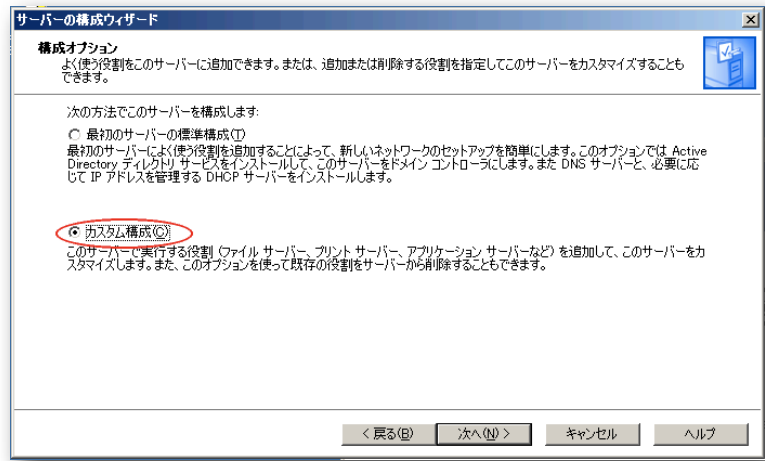 サーバーの構成ウィザード
構成オプション
よく使う役割をこのサーバーに追加できます。または、追加または削除する役割を指定してこのサーバーをカスタマイズすることも
できます。
次の方法でこのサーバーを構成します:
最初のサーバーの標準構成(T)
最初のサーバーによく使う役割を追加することによって、新しいネットワークのセットアップを簡単にします。このオプションでは Active
Directory ディレクトリ サービスをインストールして、このサーバーをドメイン コントローラにします。また DNS サーバーと、必要に応
じて IP アドレスを管理する DHCP サーバーをインストールします。
カスタム構成(C)
このサーバーで実行する役割 (ファイル サーバー、プリント サーバー、アプリケーション サーバーなど) を追加して、このサーバーをカ
スタマイズします。また、このオプションを使って既存の役割をサーバーから削除することもできます。
< 戻る(B) 次へ(N) > キャンセル ヘルプ